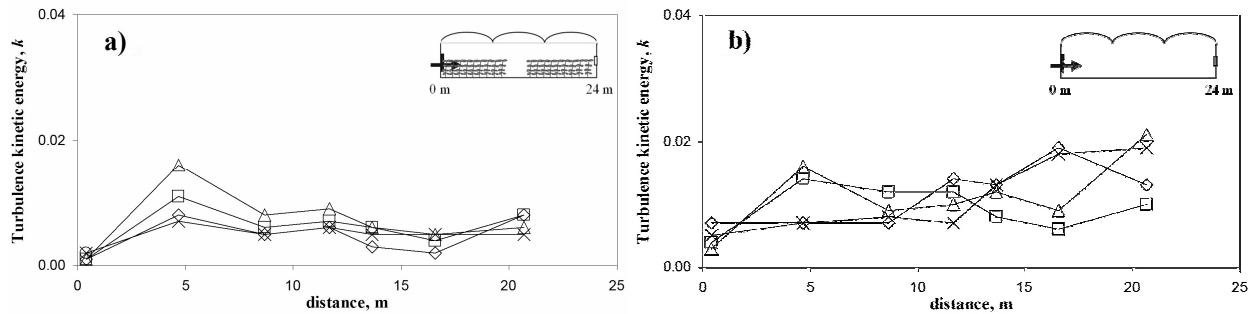 a)
Turbulence kinetic energy, k
0.04
0.02
0.00
0 5 10 15 20 25
distance, m
0 m
24 m
b)
Turbulence kinetic energy, k
0.04
0.02
0.00
0 5 10 15 20 25
distance, m
0 m
24 m